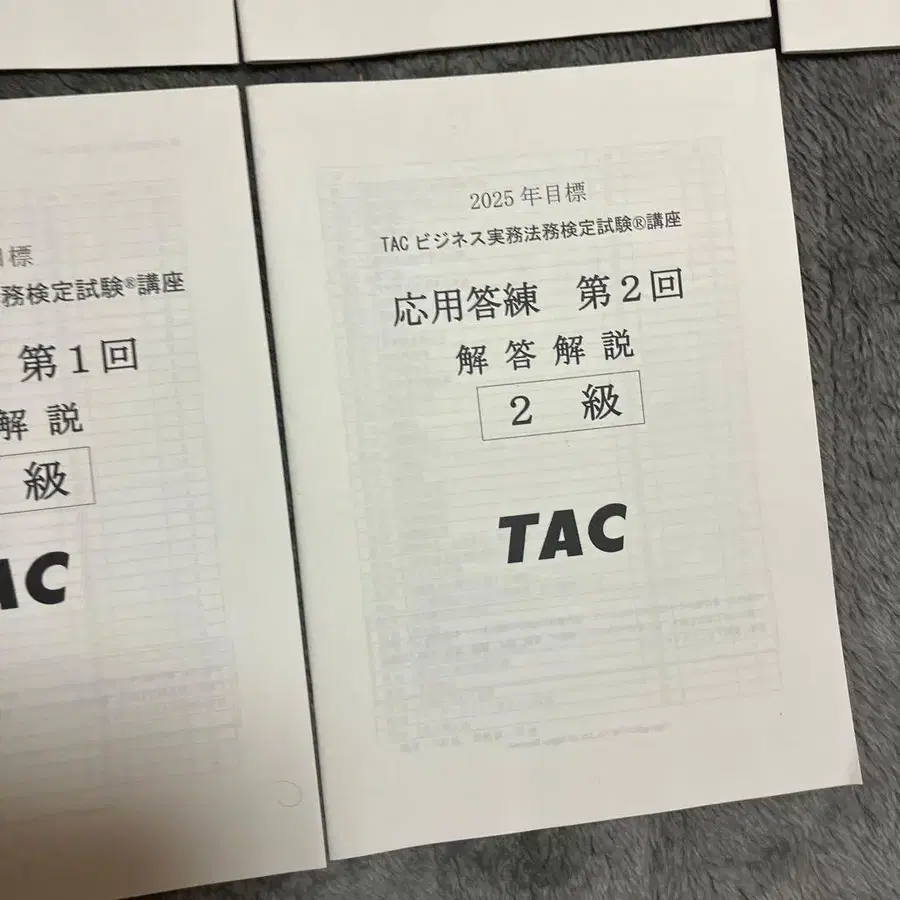 標
務検定試験®講座
第1回
解説
級
AC
2025年目標
TACビジネス実務法務検定試験®講座
応用答練 第2回
解答解説
2 級
TAC